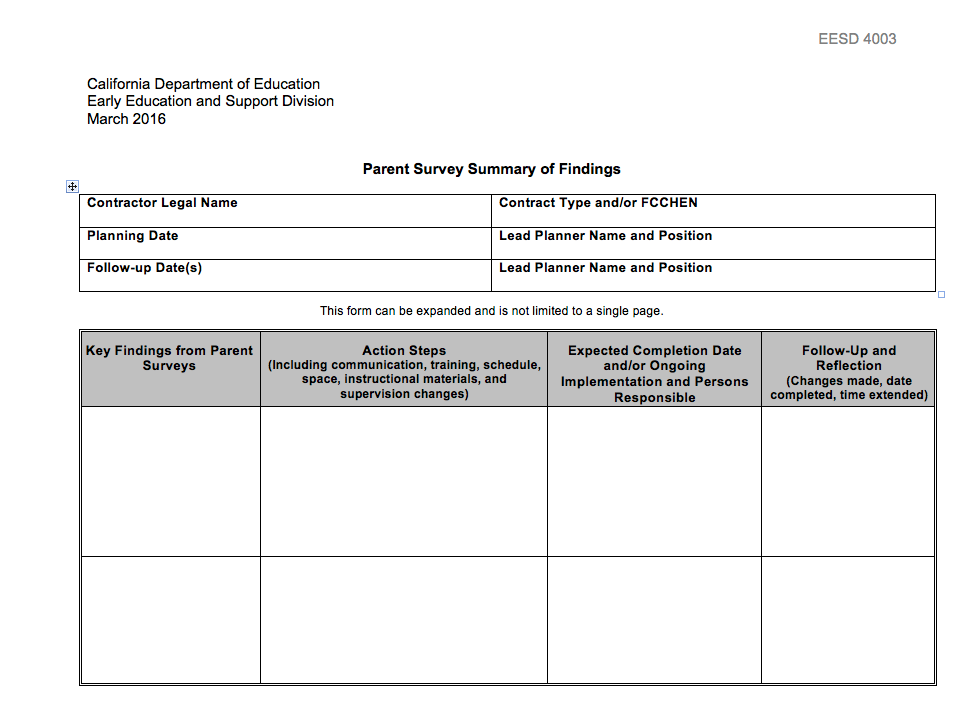 EESD 4003
California Department of Education
Early Education and Support Division
March 2016
Parent Survey Summary of Findings
Contractor Legal Name
Contract Type and/or FCCHEN
Planning Date
Lead Planner Name and Position
Follow-up Date(s)
Lead Planner Name and Position
This form can be expanded and is not limited to a single page.
Key Findings from Parent
Surveys
Action Steps
(Including communication, training, schedule,
space, instructional materials, and
supervision changes)
Expected Completion Date
and/or Ongoing
Implementation and Persons
Responsible
Follow-Up and
Reflection
(Changes made, date
completed, time extended)